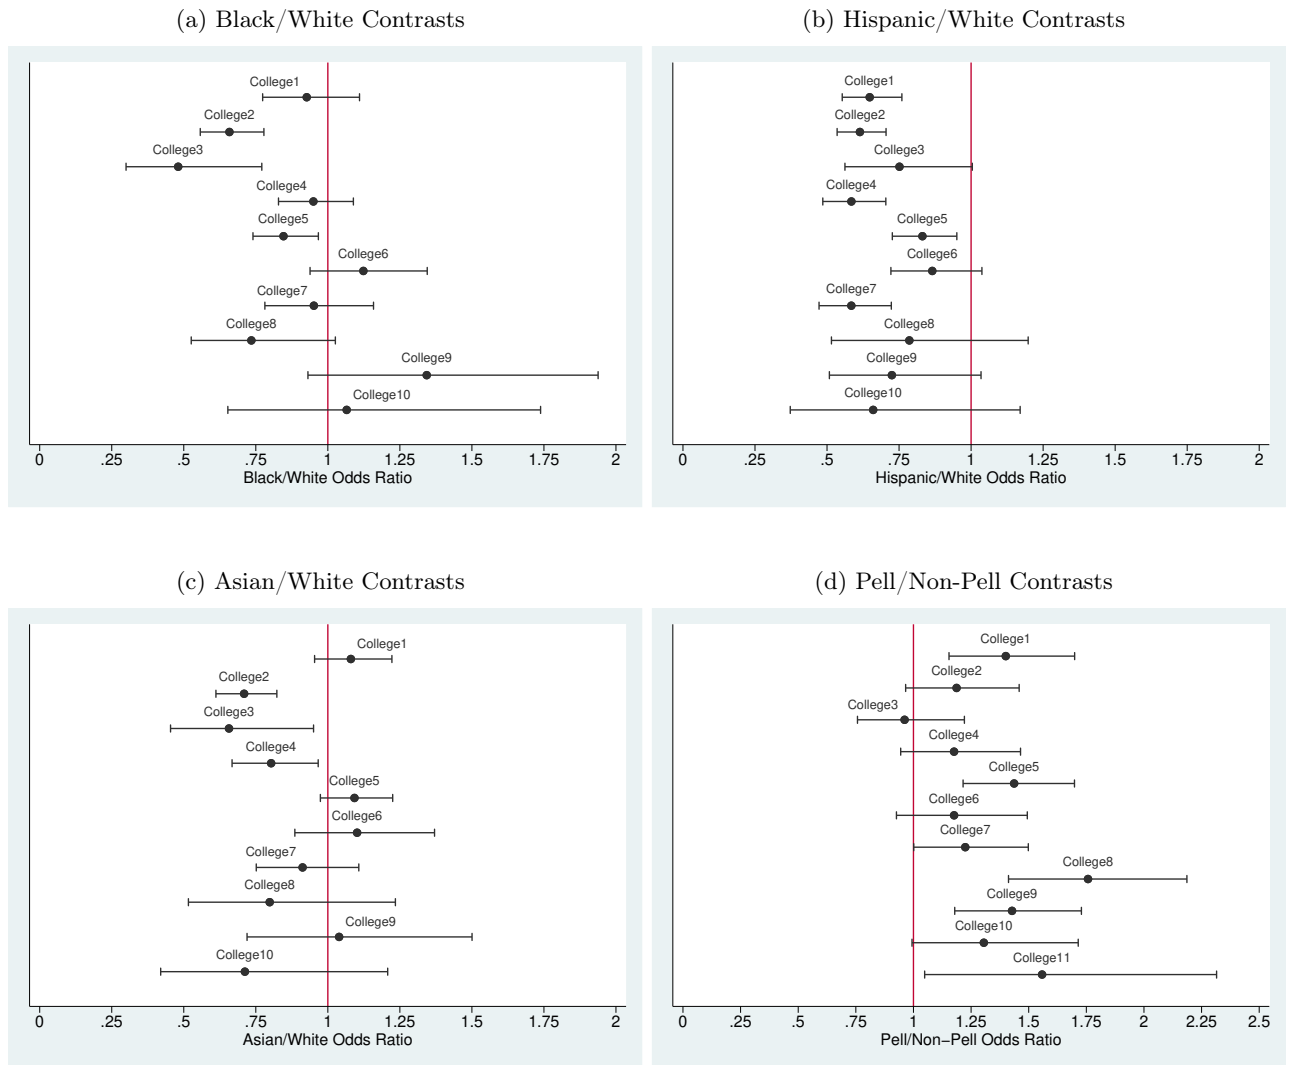 (a) Black/White Contrasts
College1
College2
College3
College4
College5
College6
College7
College8
College9
College10
0 .25 .5 .75 1 1.25 1.5 1.75 2
Black/White Odds Ratio
(b) Hispanic/White Contrasts
College1
College2
College3
College4
College5
College6
College7
College8
College9
College10
0 .25 .5 .75 1 1.25 1.5 1.75 2
Hispanic/White Odds Ratio
(c) Asian/White Contrasts
College1
College2
College3
College4
College5
College6
College7
College8
College9
College10
0 .25 .5 .75 1 1.25 1.5 1.75 2
Asian/White Odds Ratio
(d) Pell/Non-Pell Contrasts
College1
College2
College3
College4
College5
College6
College7
College8
College9
College10
College11
0 .25 .5 .75 1 1.25 1.5 1.75 2 2.25 2.5
Pell/Non−Pell Odds Ratio